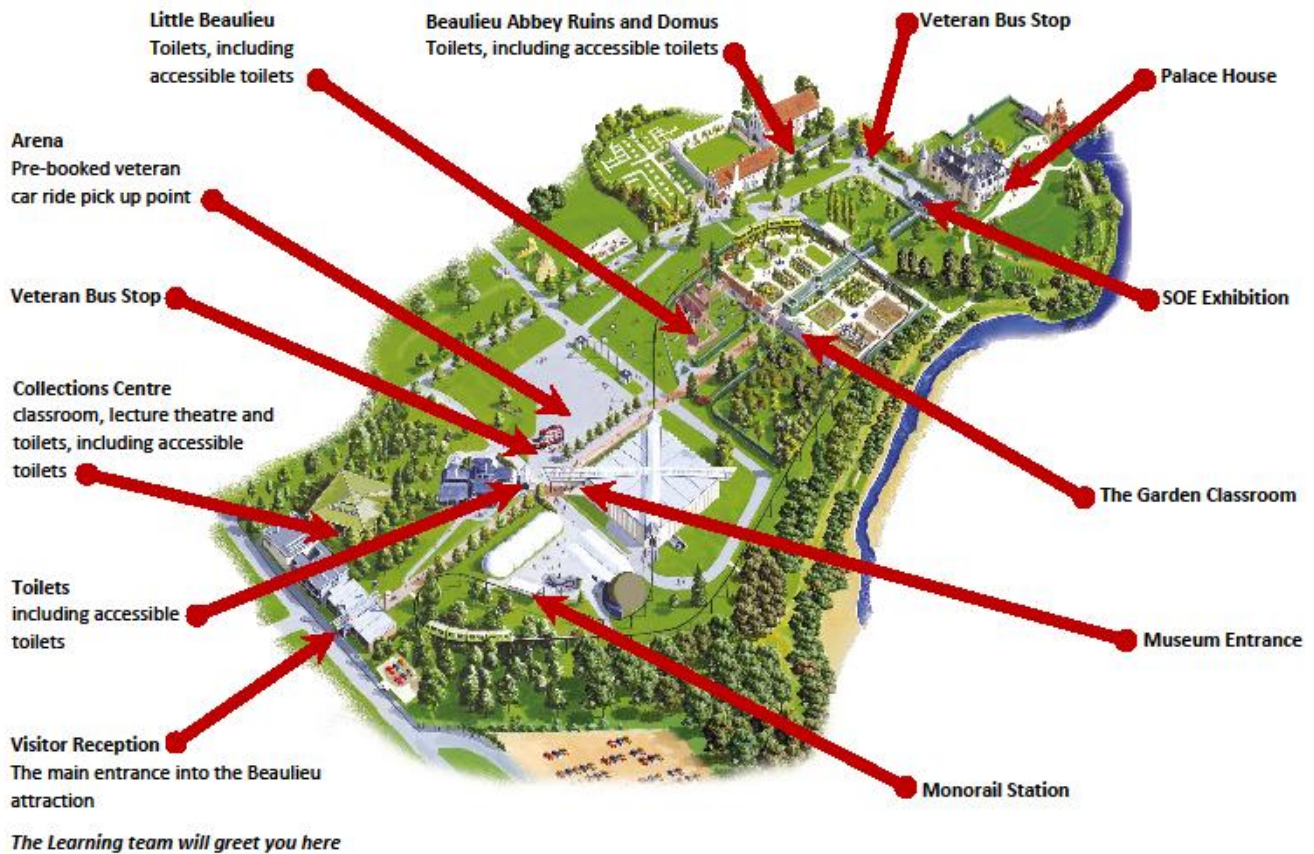 Little Beaulieu
Toilets, including
accessible toilets
Beaulieu Abbey Ruins and Domus
Toilets, including accessible toilets
Veteran Bus Stop
Palace House
Arena
Pre-booked veteran
car ride pick up point
Veteran Bus Stop
SOE Exhibition
Collections Centre
classroom, lecture theatre and
toilets, including accessible
toilets
The Garden Classroom
Toilets
including accessible
toilets
Museum Entrance
Visitor Reception
The main entrance into the Beaulieu
attraction
Monorail Station
The Learning team will greet you here